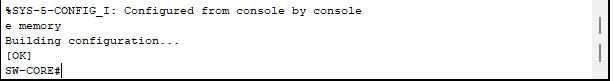 %SYS-5-CONFIG_I: Configured from console by console
e memory
Building configuration...
[OK]
SW-CORE#